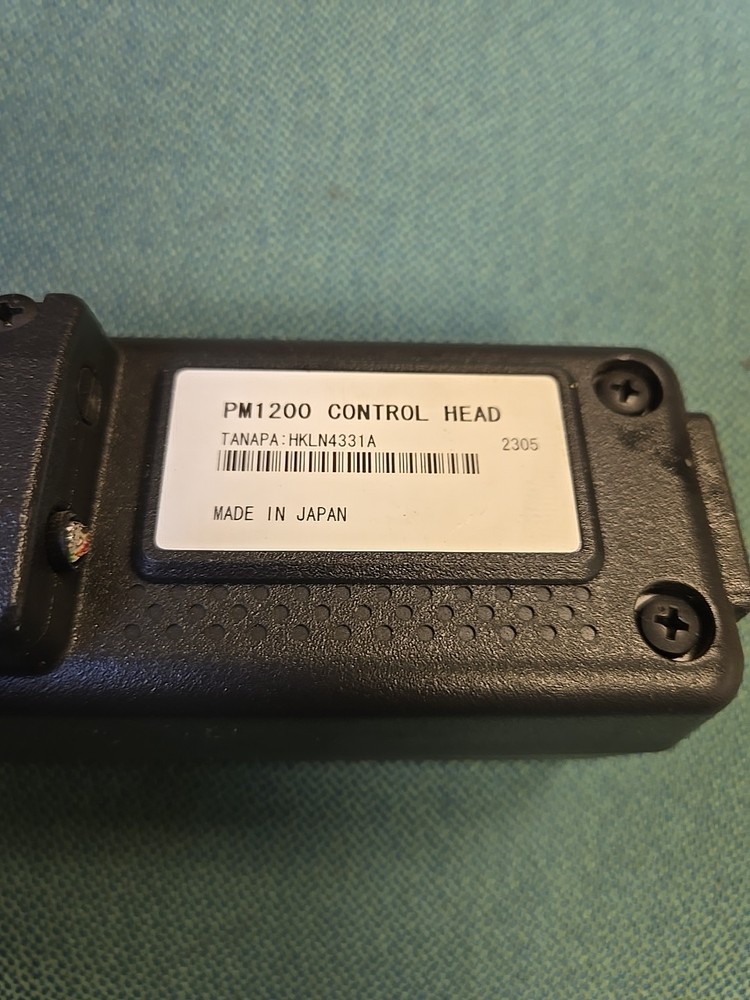 PM1200 CONTROL HEAD
TANAPA:HKLN4331A 2305
MADE IN JAPAN